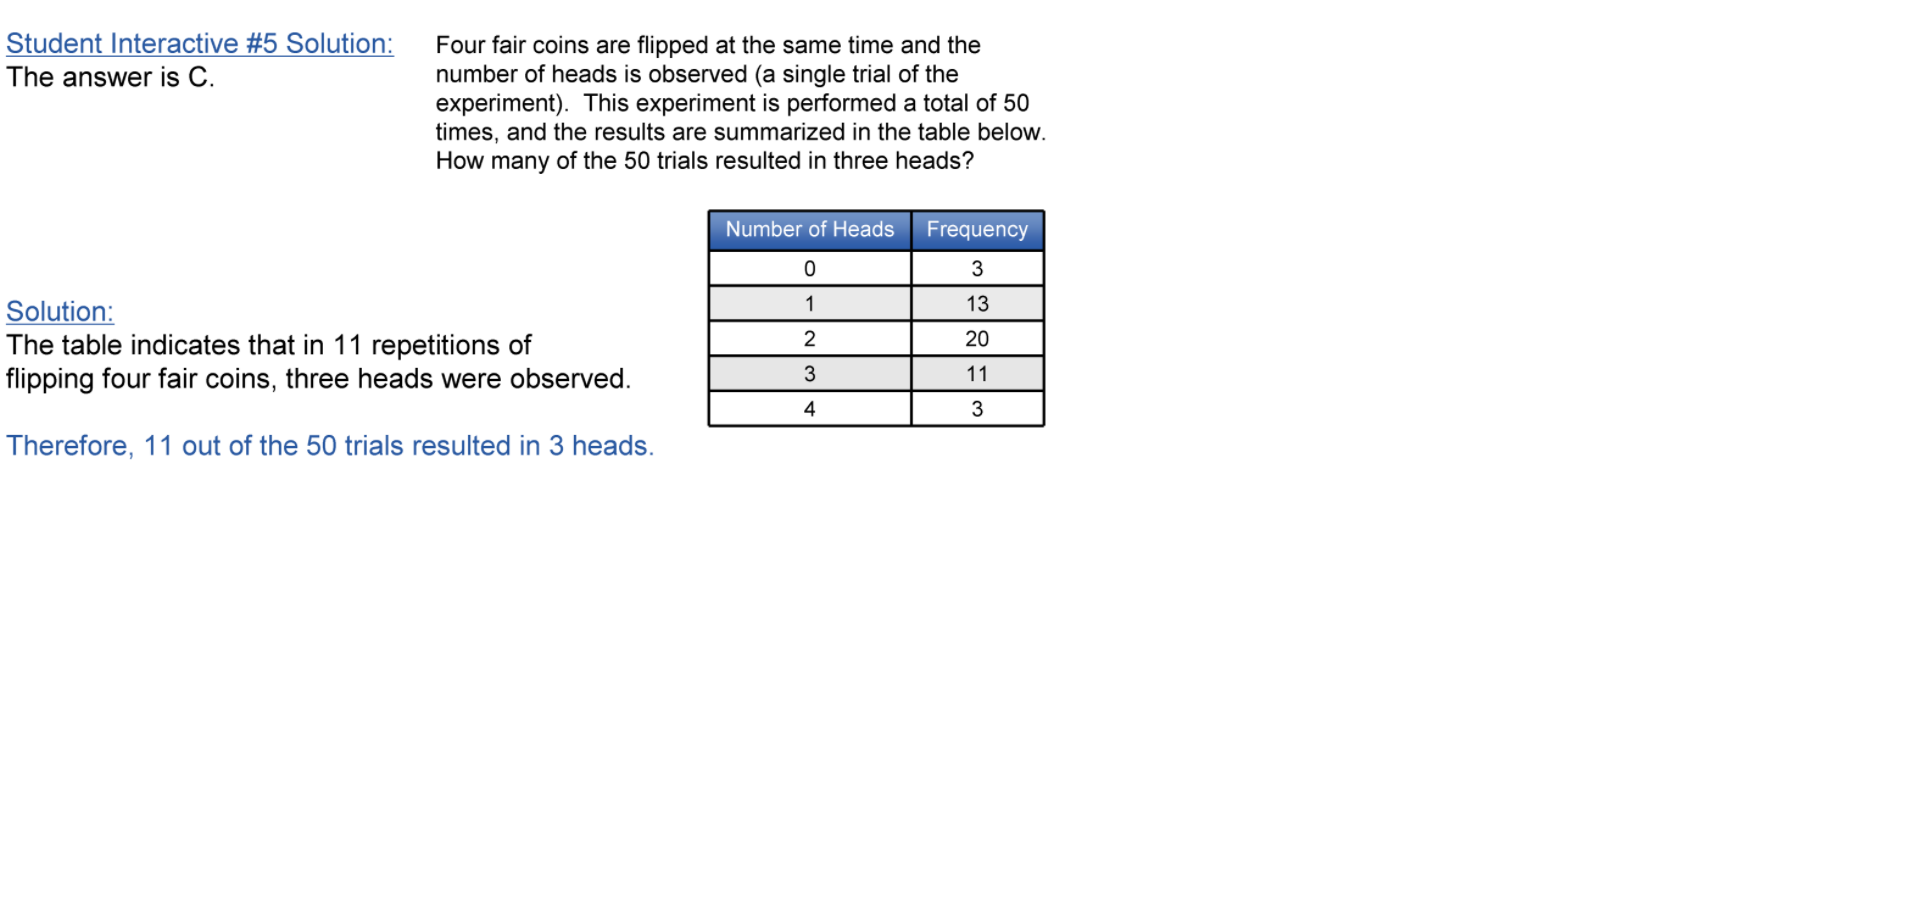 Student Interactive #5 Solution:
The answer is C.
Four fair coins are flipped at the same time and the
number of heads is observed (a single trial of the
experiment).  This experiment is performed a total of 50
times, and the results are summarized in the table below.
How many of the 50 trials resulted in three heads?
Number of Heads Frequency
0 3
1 13
2 20
3 11
4 3
Solution:
The table indicates that in 11 repetitions of
flipping four fair coins, three heads were observed.
Therefore, 11 out of the 50 trials resulted in 3 heads.